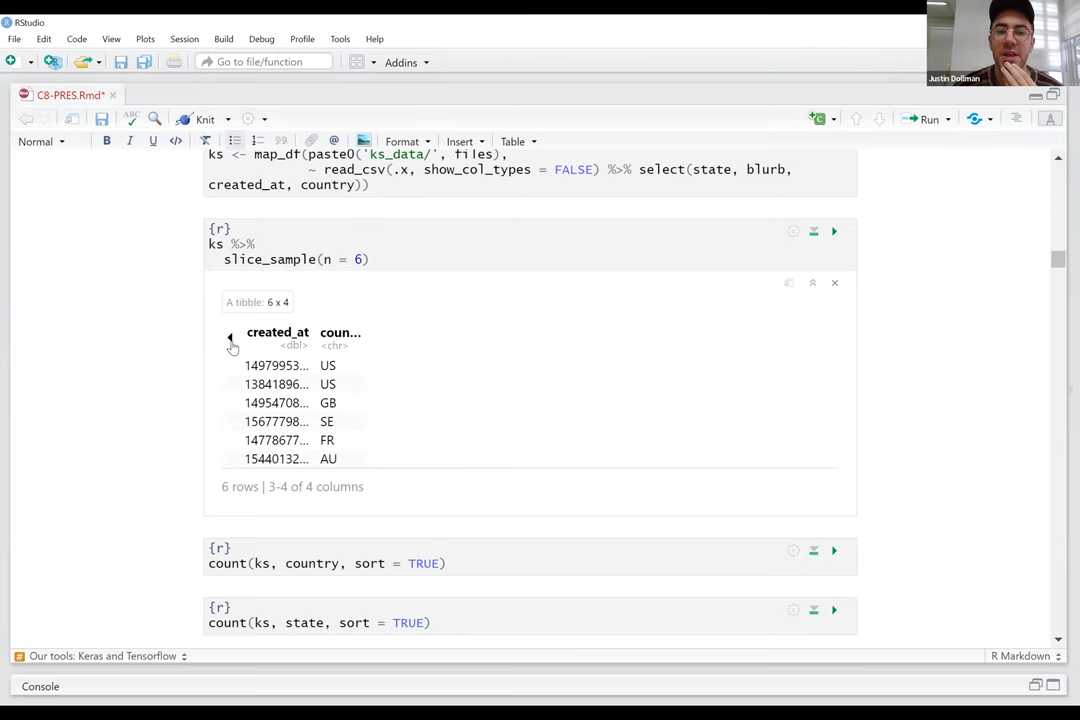 RStudio
File Edit Code View Plots Session Build Debug Profile Tools Help
Go to file/function Addins
Justin Dollman
C8-PRES.Rmd*
ABC Knit Run
Normal B I U Format Insert Table
ks <- map_df(paste0('ks_data/', files),
~ read_csv(.x, show_col_types = FALSE) %>% select(state, blurb,
created_at, country))
{r}
ks %>%
slice_sample(n = 6)
A tibble: 6 x 4
created_at coun...
<dbl> <chr>
14979953... US
13841896... US
14954708... GB
15677798... SE
14778677... FR
15440132... AU
6 rows | 3-4 of 4 columns
{r}
count(ks, country, sort = TRUE)
{r}
count(ks, state, sort = TRUE)
# Our tools: Keras and Tensorflow R Markdown
Console